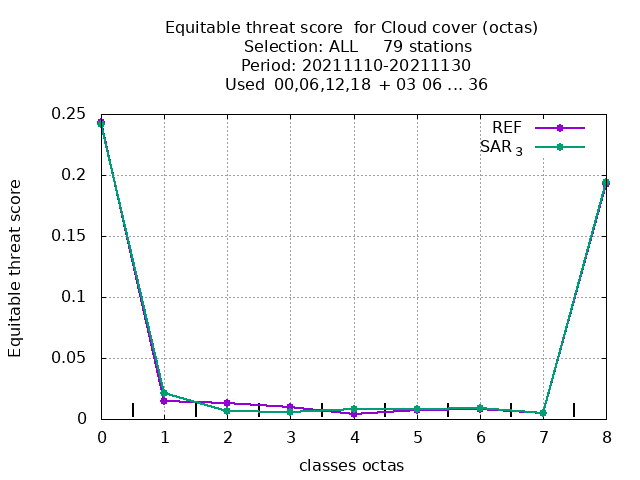 Equitable threat score  for Cloud cover (octas)
Selection: ALL     79 stations
Period: 20211110-20211130
Used  00,06,12,18  + 03 06 ... 36
REF
SAR 3
0.25
0.2
0.15
0.1
0.05
0
Equitable threat score
0 1 2 3 4 5 6 7 8
classes octas